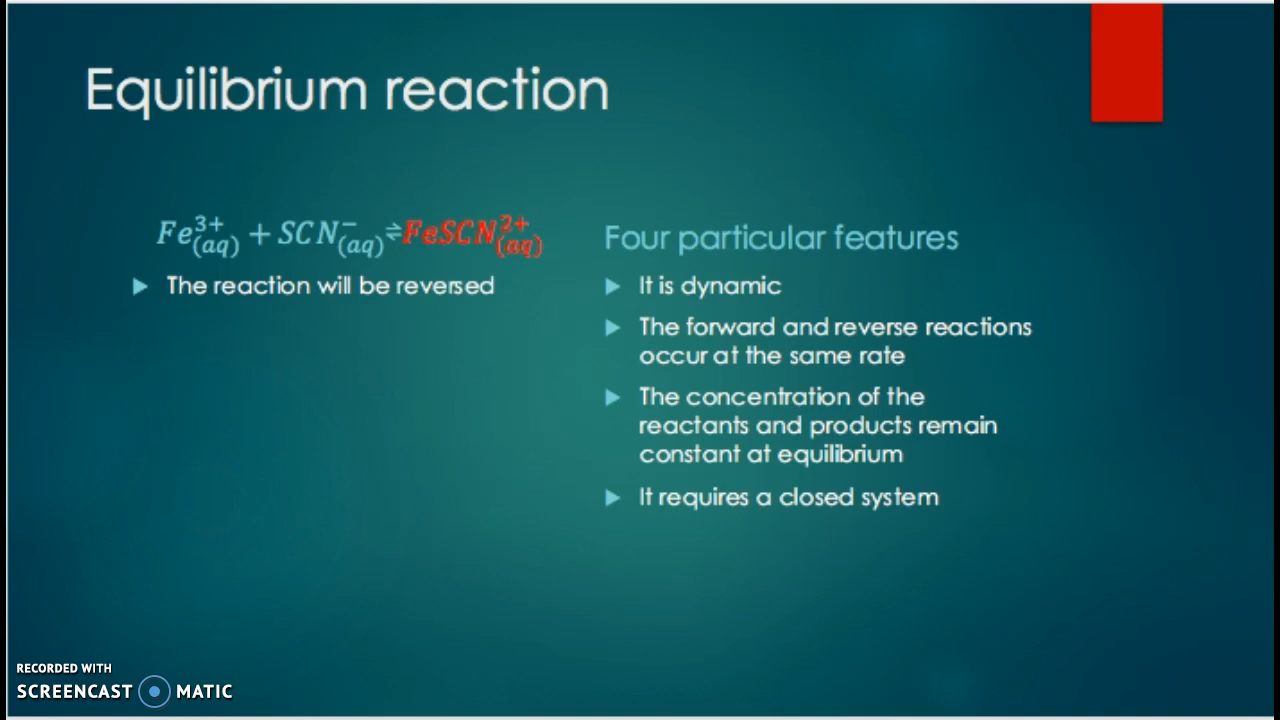 Equilibrium reaction
Fe³⁺(aq) + SCN⁻(aq) ⇌ FeSCN²⁺(aq)
The reaction will be reversed
Four particular features
It is dynamic
The forward and reverse reactions
occur at the same rate
The concentration of the
reactants and products remain
constant at equilibrium
It requires a closed system
RECORDED WITH
SCREENCAST MATIC